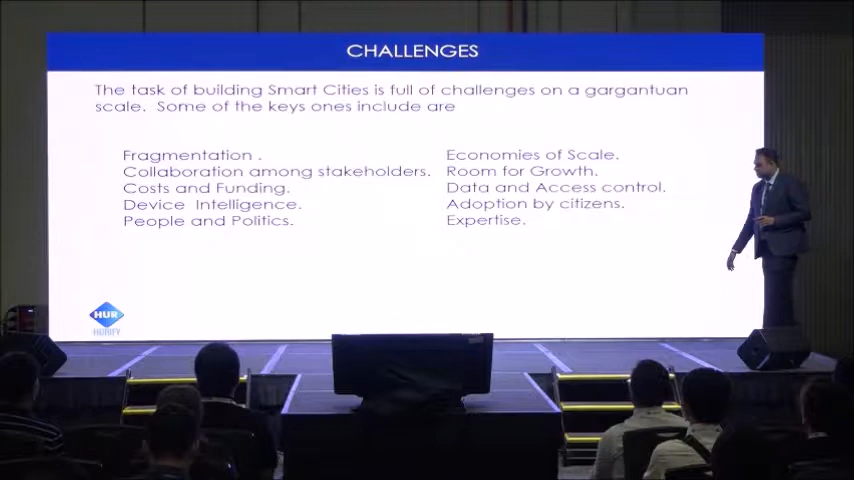 CHALLENGES
The task of building Smart Cities is full of challenges on a gargantuan
scale. Some of the keys ones include are
Fragmentation .
Collaboration among stakeholders.
Costs and Funding.
Device Intelligence.
People and Politics.
Economies of Scale.
Room for Growth.
Data and Access control.
Adoption by citizens.
Expertise.
HUR
HURIFY